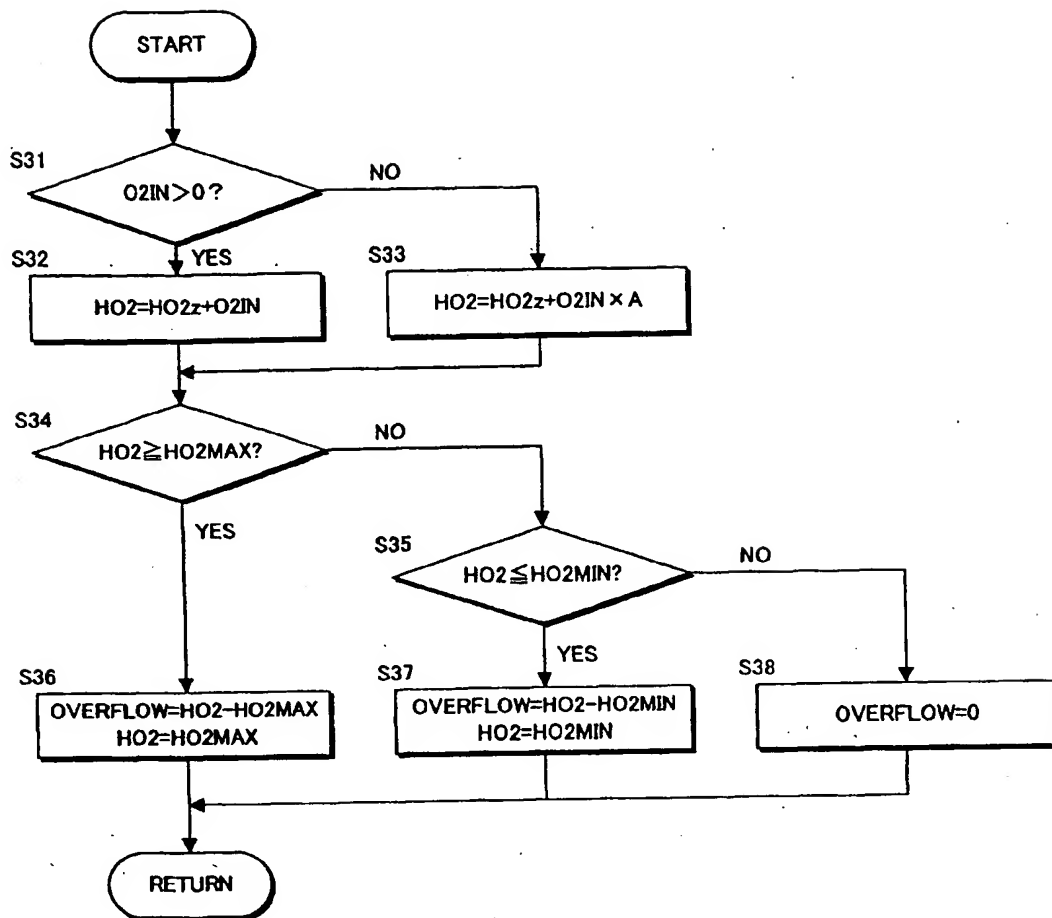 START
S31
O2IN>0?
NO
YES
S32
HO2=HO2z+O2IN
S33
HO2=HO2z+O2IN×A
S34
HO2≧HO2MAX?
NO
YES
S35
HO2≦HO2MIN?
NO
YES
S36
OVERFLOW=HO2-HO2MAX
HO2=HO2MAX
S37
OVERFLOW=HO2-HO2MIN
HO2=HO2MIN
S38
OVERFLOW=0
RETURN